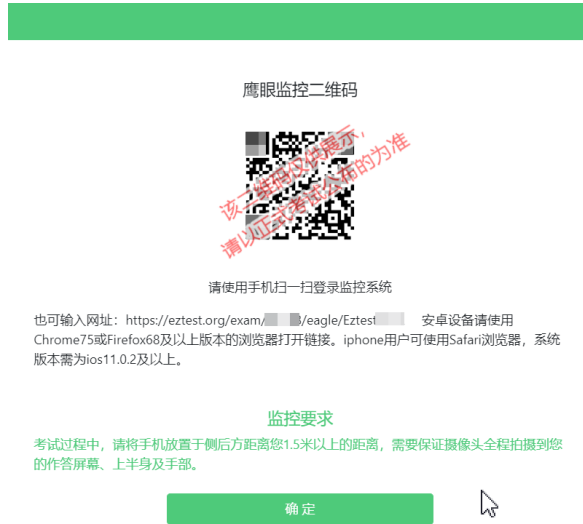 鹰眼监控二维码
该二维码仅供展示，
请以正式考试公布的为准
请使用手机扫一扫登录监控系统
也可输入网址：https://eztest.org/exam/ /eagle/Eztest 安卓设备请使用
Chrome75或Firefox68及以上版本的浏览器打开链接。iphone用户可使用Safari浏览器，系统
版本需为ios11.0.2及以上。
监控要求
考试过程中，请将手机放置于侧后方距离您1.5米以上的距离，需要保证摄像头全程拍摄到您
的作答屏幕、上半身及手部。
确定